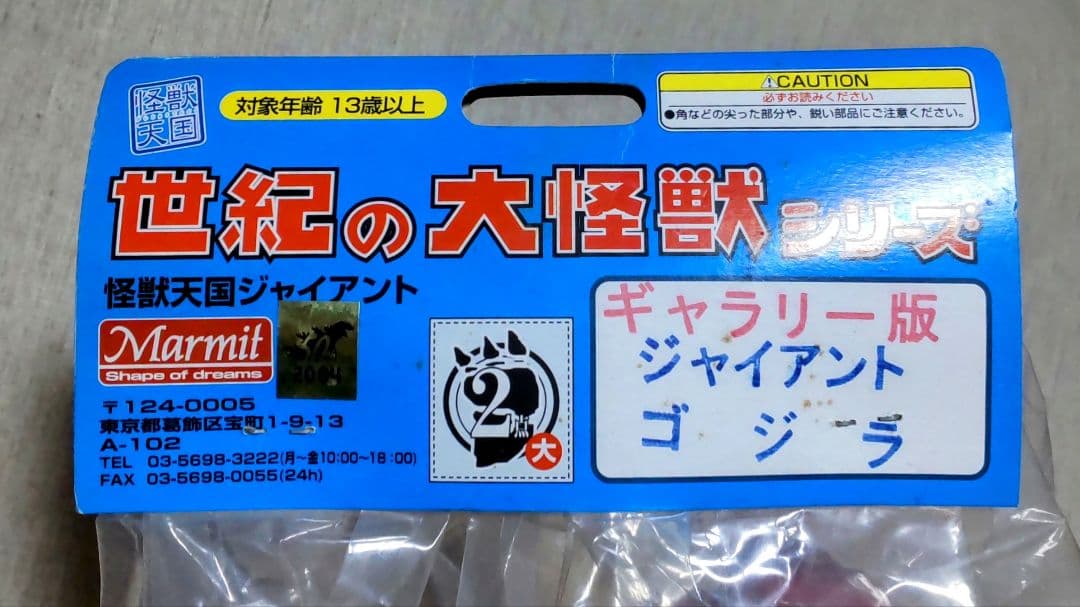 怪獣
天国
対象年齢 13歳以上
⚠CAUTION
必ずお読みください
●角などの尖った部分や、鋭い部品にご注意ください。
世紀の大怪獣シリーズ
怪獣天国ジャイアント
Marmit
Shape of dreams
2004
〒124-0005
東京都葛飾区宝町1-9-13
A-102
TEL 03-5698-3222(月~金10:00~18:00)
FAX 03-5698-0055(24h)
2点
大
ギャラリー版
ジャイアント
ゴジラ